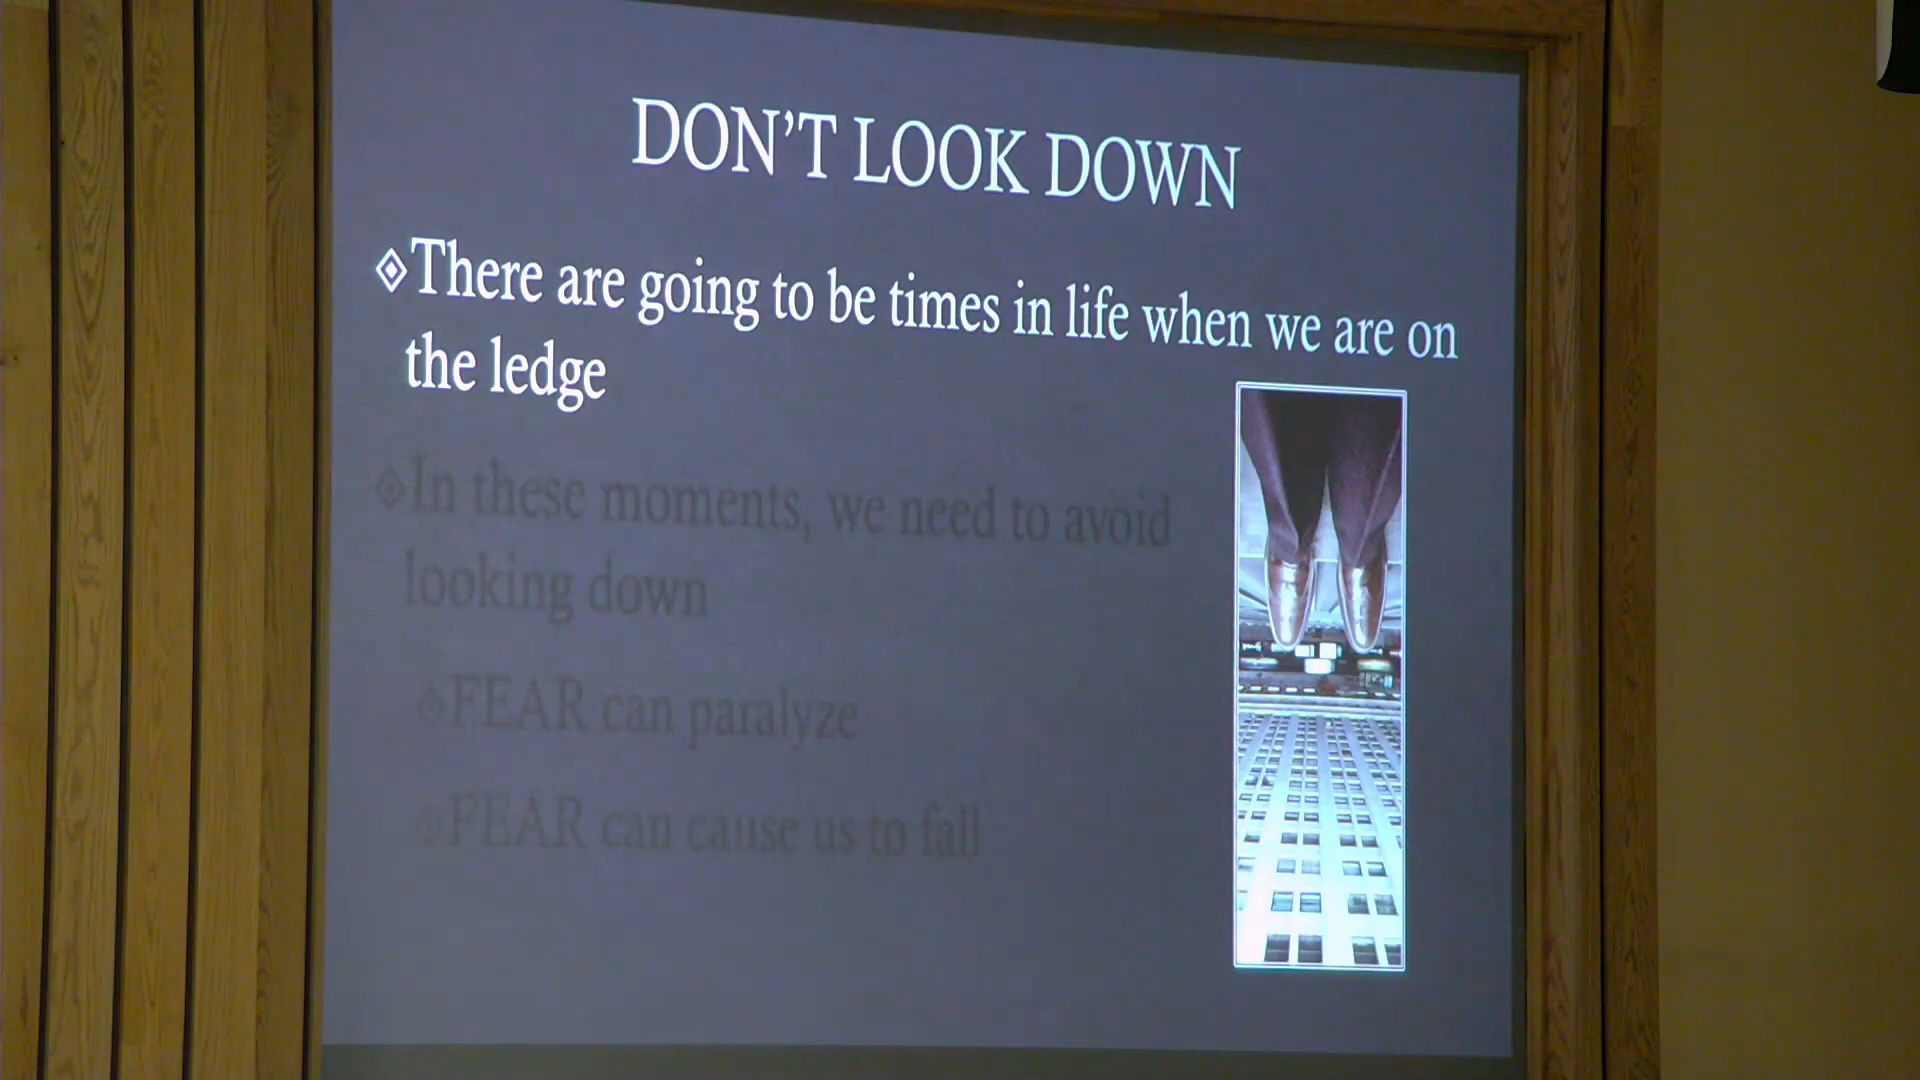 DON'T LOOK DOWN
There are going to be times in life when we are on
the ledge
In these moments, we need to avoid
looking down
FEAR can paralyze
FEAR can cause us to fall